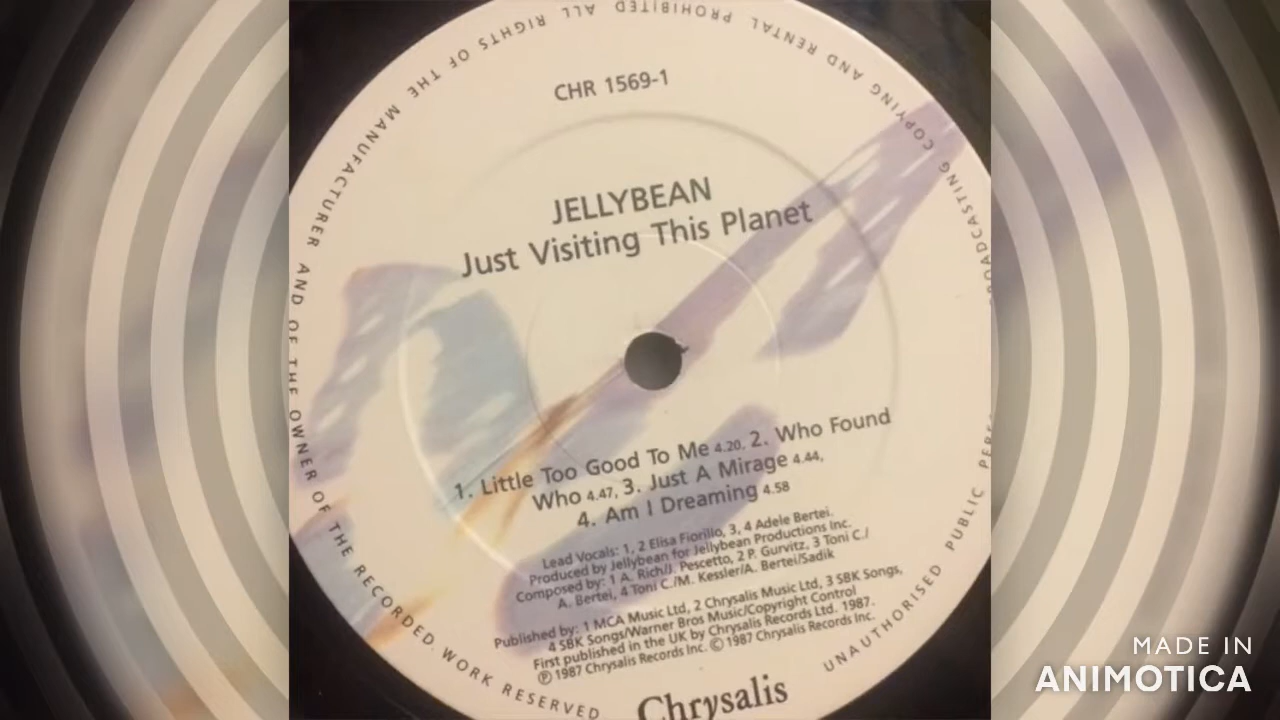 CHR 1569-1
JELLYBEAN
Just Visiting This Planet
1. Little Too Good To Me 4.20, 2. Who Found
Who 4.47, 3. Just A Mirage 4.44,
4. Am I Dreaming 4.58
Lead Vocals: 1, 2 Elisa Fiorillo, 3, 4 Adele Bertei.
Produced by Jellybean for Jellybean Productions Inc.
Composed by: 1 A. Rich/J. Pescetto, 2 P. Gurvitz, 3 Toni C./
A. Bertei, 4 Toni C./M. Kessler/A. Bertei/Sadik
Published by: 1 MCA Music Ltd, 2 Chrysalis Music Ltd, 3 SBK Songs,
4 SBK Songs/Warner Bros Music/Copyright Control
First published in the UK by Chrysalis Records Ltd. 1987.
℗ 1987 Chrysalis Records Inc. © 1987 Chrysalis Records Inc.
Chrysalis
ALL RIGHTS OF THE MANUFACTURER AND OF THE OWNER OF THE RECORDED WORK RESERVED
UNAUTHORISED PUBLIC BROADCASTING COPYING AND RENTAL PROHIBITED
MADE IN
ANIMOTICA